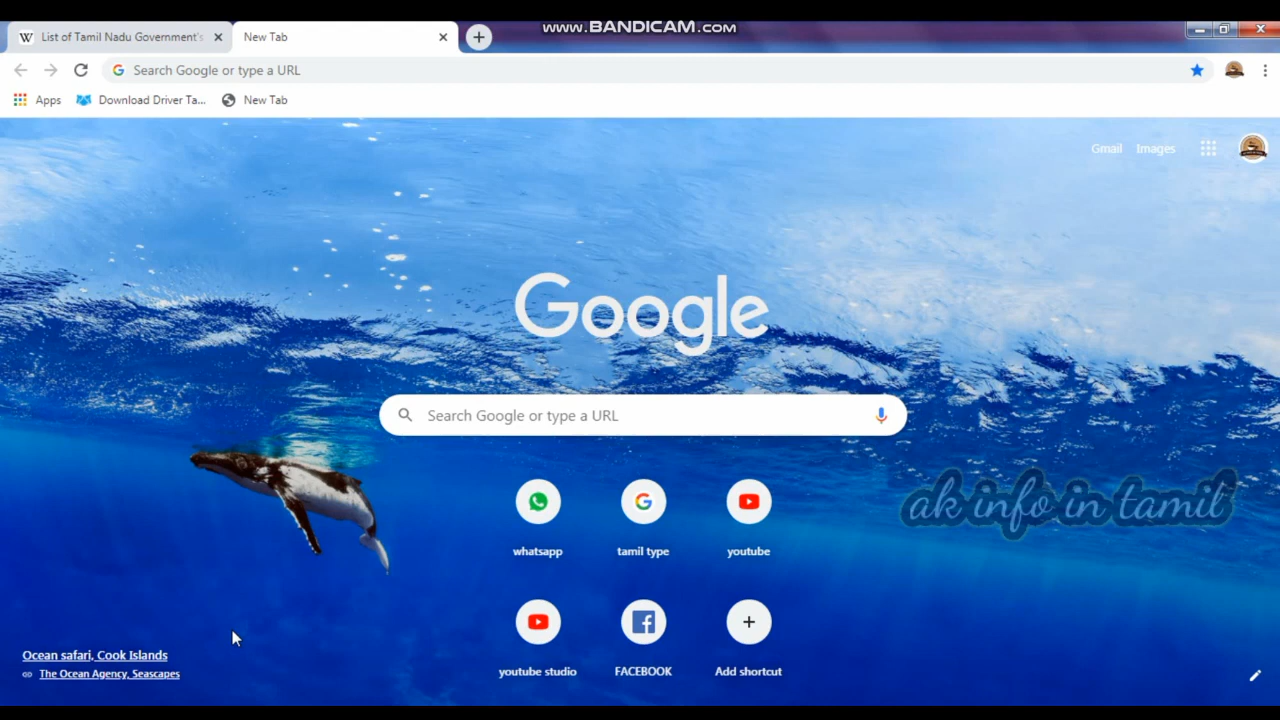 www.BANDICAM.com
List of Tamil Nadu Government's
New Tab
Search Google or type a URL
Apps
Download Driver Ta...
New Tab
Gmail
Images
Google
Search Google or type a URL
ak info in tamil
whatsapp
tamil type
youtube
youtube studio
FACEBOOK
Add shortcut
Ocean safari, Cook Islands
The Ocean Agency, Seascapes